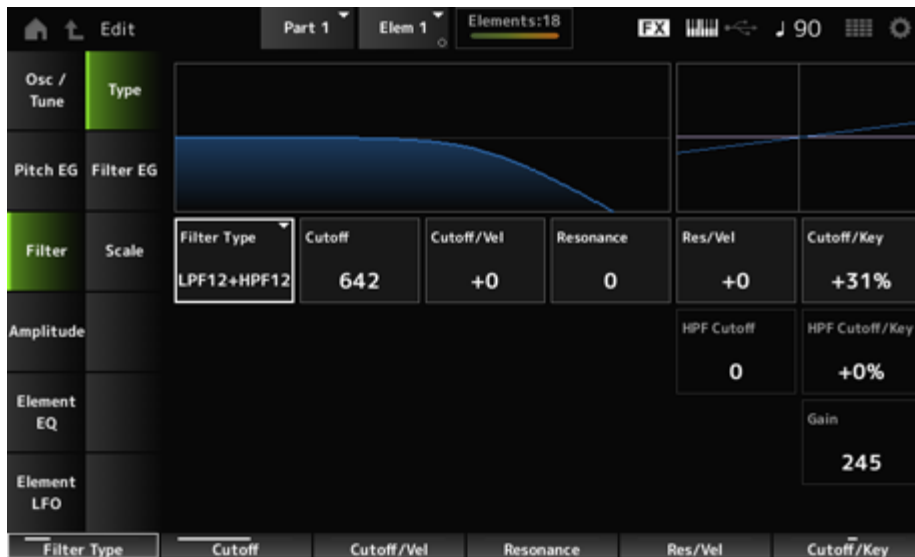 Edit
Part 1
Elem 1
Elements:18
FX
♩ 90
Osc /
Tune
Type
Pitch EG
Filter EG
Filter
Scale
Amplitude
Element
EQ
Element
LFO
Filter Type
LPF12+HPF12
Cutoff
642
Cutoff/Vel
+0
Resonance
0
Res/Vel
+0
Cutoff/Key
+31%
HPF Cutoff
0
HPF Cutoff/Key
+0%
Gain
245
Filter Type
Cutoff
Cutoff/Vel
Resonance
Res/Vel
Cutoff/Key